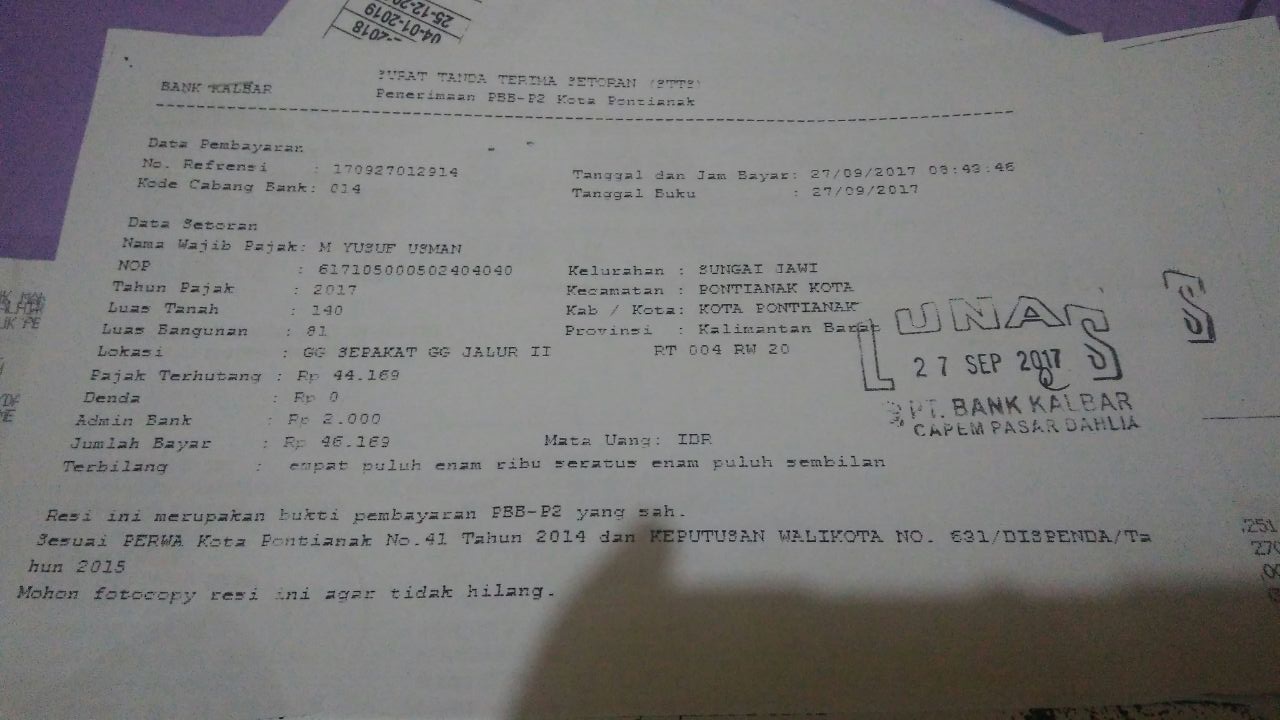 -2018
04-01-2019
25-12-20
BANK KALBAR
SURAT TANDA TERIMA SETORAN (STTS)
Penerimaan PBB-P2 Kota Pontianak
Data Pembayaran
No. Refrensi : 170927012914 Tanggal dan Jam Bayar: 27/09/2017 08:43:46
Kode Cabang Bank: 014 Tanggal Buku : 27/09/2017
Data Setoran
Nama Wajib Pajak: M YUSUF USMAN
NOP : 617105000502404040 Kelurahan : SUNGAI JAWI
Tahun Pajak : 2017 Kecamatan : PONTIANAK KOTA
Luas Tanah : 140 Kab / Kota: KOTA PONTIANAK
Luas Bangunan : 81 Provinsi : Kalimantan Barat
Lokasi : GG SEPAKAT GG JALUR II RT 004 RW 20
Pajak Terhutang : Rp 44.169
Denda : Rp 0
Admin Bank : Rp 2.000
Jumlah Bayar : Rp 46.169 Mata Uang: IDR
Terbilang : empat puluh enam ribu seratus enam puluh sembilan
LUNAS S
27 SEP 2017
PT. BANK KALBAR
CAPEM PASAR DAHLIA
Resi ini merupakan bukti pembayaran PBB-P2 yang sah.
Sesuai PERWA Kota Pontianak No.41 Tahun 2014 dan KEPUTUSAN WALIKOTA NO. 631/DISPENDA/Ta
hun 2015
Mohon fotocopy resi ini agar tidak hilang.